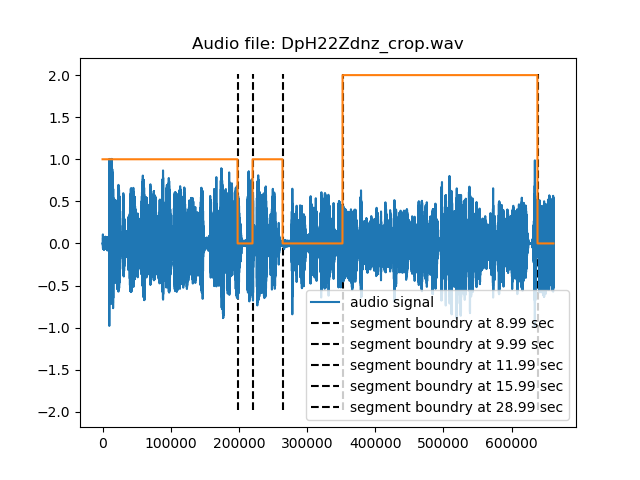 Audio file: DpH22Zdnz_crop.wav
2.0
1.5
1.0
0.5
0.0
−0.5
−1.0
−1.5
−2.0
audio signal
segment boundry at 8.99 sec
segment boundry at 9.99 sec
segment boundry at 11.99 sec
segment boundry at 15.99 sec
segment boundry at 28.99 sec
0 100000 200000 300000 400000 500000 600000